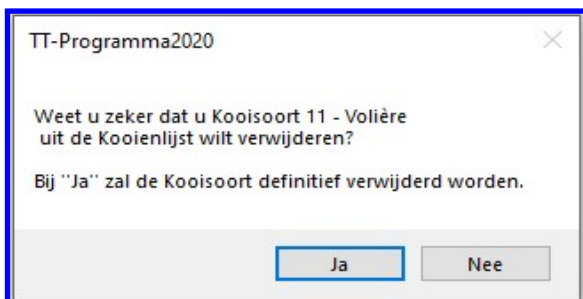 TT-Programma2020
Weet u zeker dat u Kooisoort 11 - Volière
uit de Kooienlijst wilt verwijderen?
Bij "Ja" zal de Kooisoort definitief verwijderd worden.
Ja
Nee